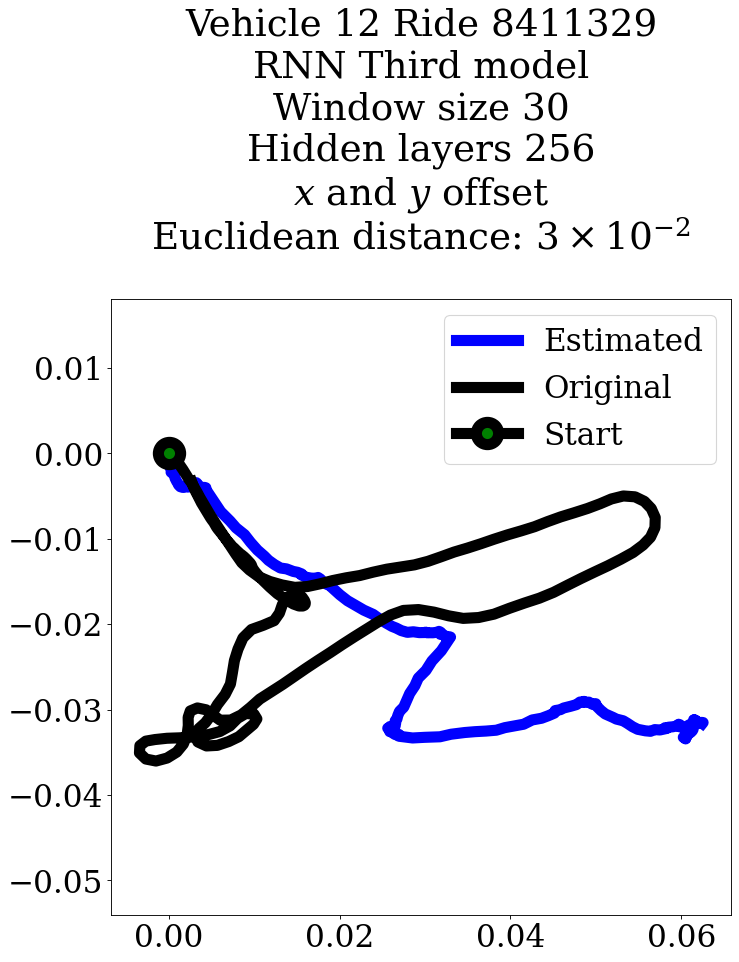 Vehicle 12 Ride 8411329
RNN Third model
Window size 30
Hidden layers 256
x and y offset
Euclidean distance: 3 × 10⁻²
Estimated
Original
Start
0.01
0.00
−0.01
−0.02
−0.03
−0.04
−0.05
0.00 0.02 0.04 0.06